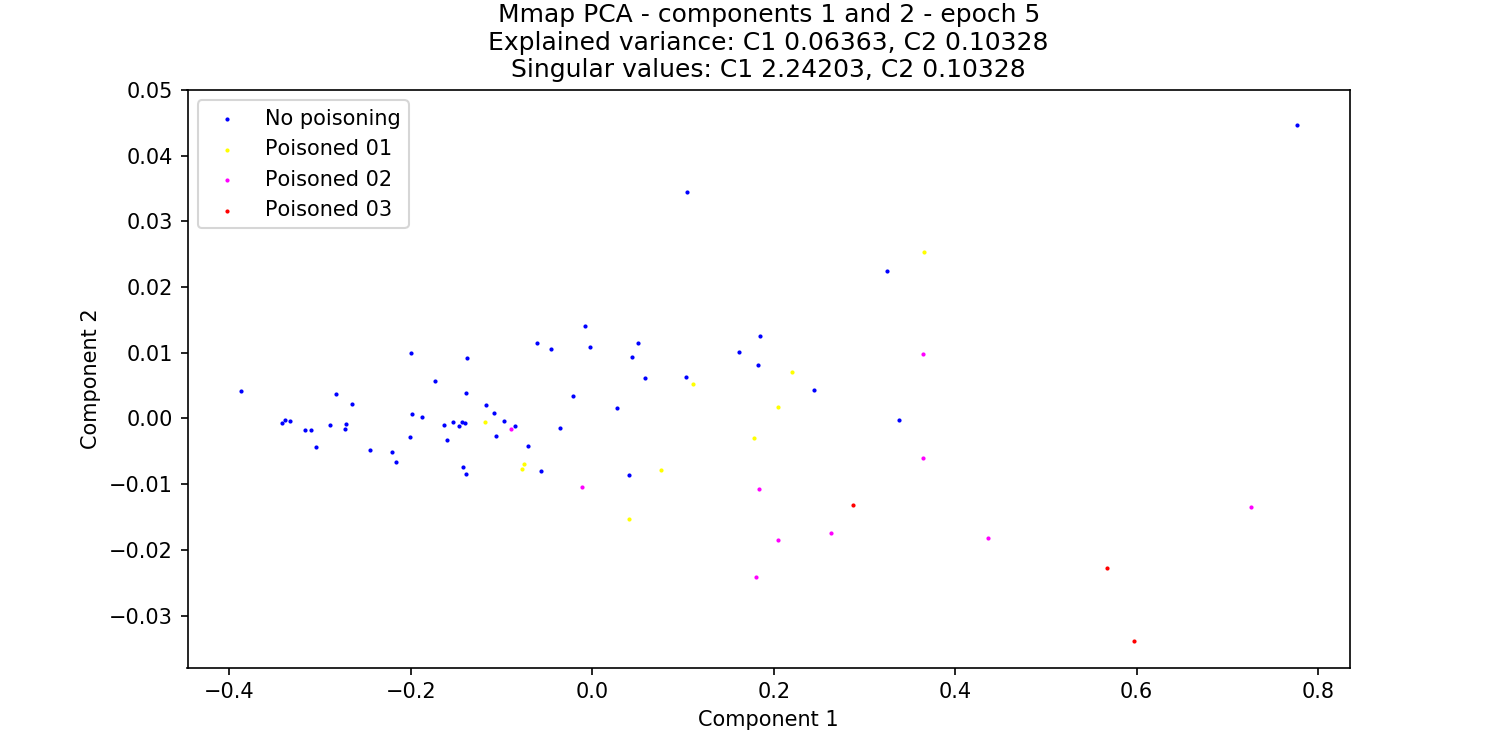 Mmap PCA - components 1 and 2 - epoch 5
Explained variance: C1 0.06363, C2 0.10328
Singular values: C1 2.24203, C2 0.10328
No poisoning
Poisoned 01
Poisoned 02
Poisoned 03
0.05
0.04
0.03
0.02
0.01
0.00
−0.01
−0.02
−0.03
Component 2
−0.4
−0.2
0.0
0.2
0.4
0.6
0.8
Component 1